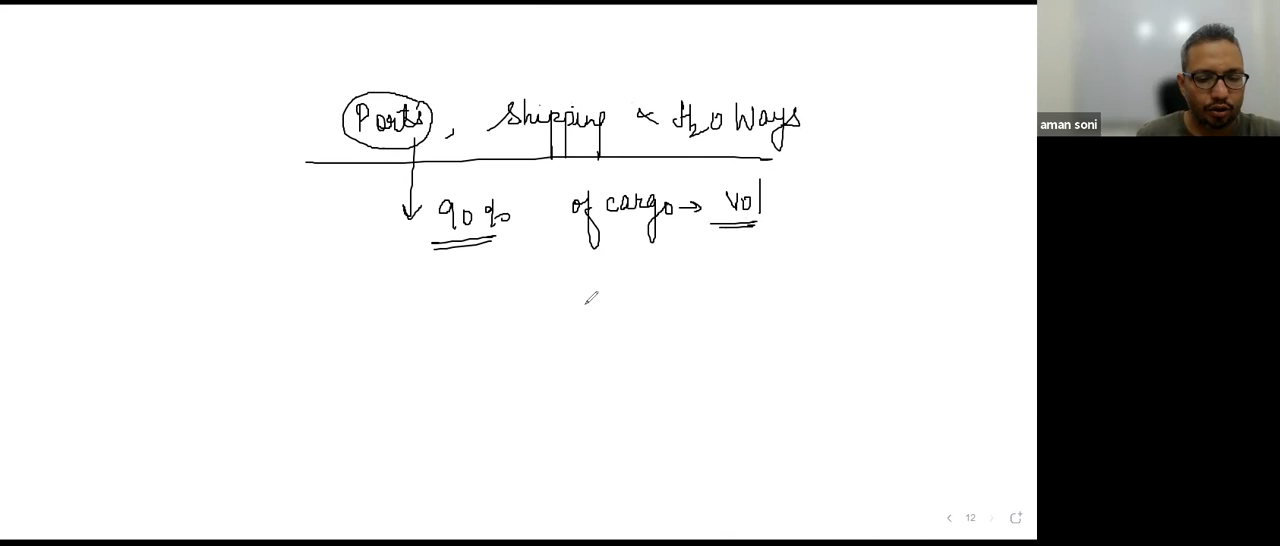 Ports, Shipping & H₂O Ways
90% of cargo → vol
aman soni
12